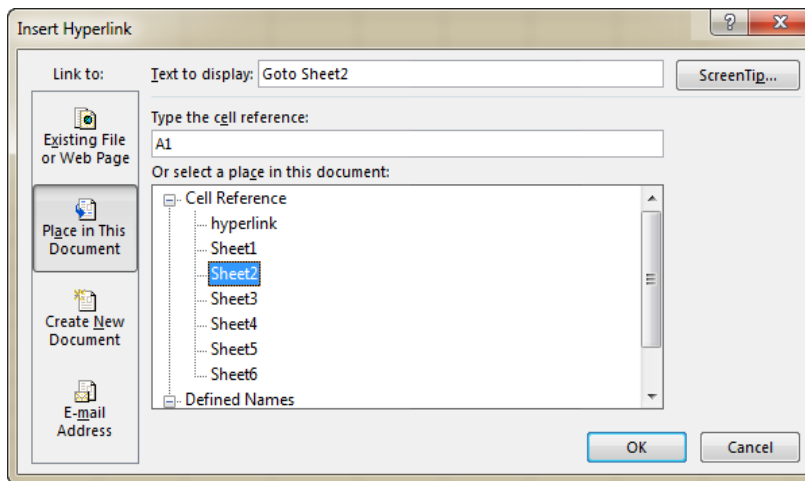 Insert Hyperlink
Link to:
Text to display: Goto Sheet2
ScreenTip...
Existing File
or Web Page
Place in This
Document
Create New
Document
E-mail
Address
Type the cell reference:
A1
Or select a place in this document:
Cell Reference
hyperlink
Sheet1
Sheet2
Sheet3
Sheet4
Sheet5
Sheet6
Defined Names
OK
Cancel